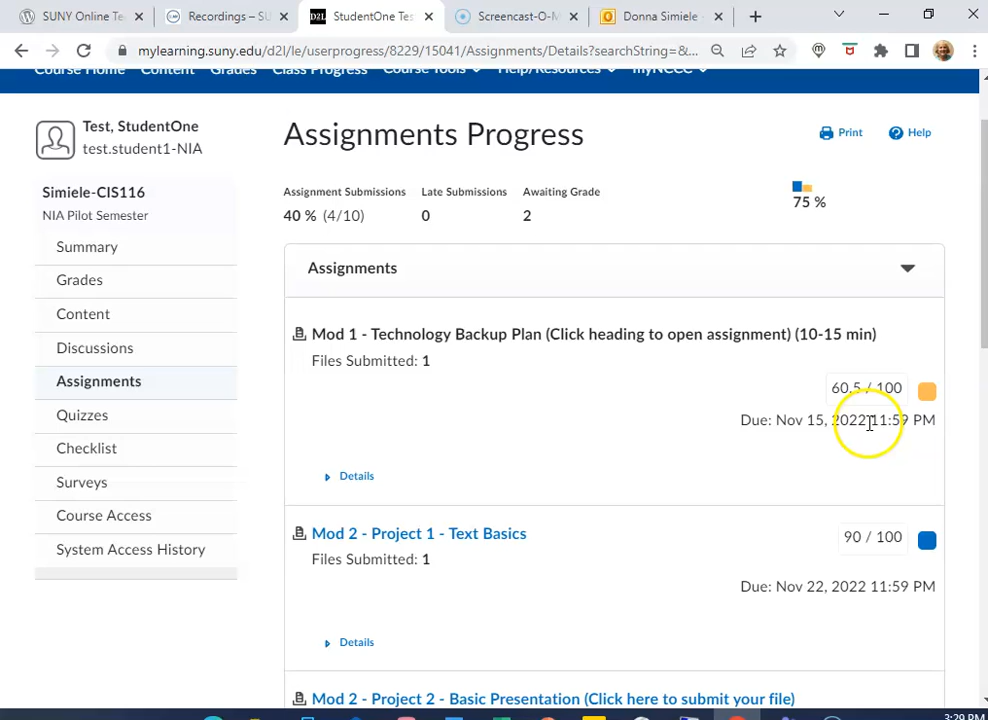 SUNY Online Te
Recordings – SU
StudentOne Tes
Screencast-O-M
Donna Simiele -
mylearning.suny.edu/d2l/le/userprogress/8229/15041/Assignments/Details?searchString=&...
Course Home Content Grades Class Progress Course Tools Help/Resources myNCCC
Test, StudentOne
test.student1-NIA
Simiele-CIS116
NIA Pilot Semester
Summary
Grades
Content
Discussions
Assignments
Quizzes
Checklist
Surveys
Course Access
System Access History
Assignments Progress
Print
Help
Assignment Submissions Late Submissions Awaiting Grade
40 % (4/10) 0 2
75 %
Assignments
Mod 1 - Technology Backup Plan (Click heading to open assignment) (10-15 min)
Files Submitted: 1
60.5 / 100
Due: Nov 15, 2022 11:59 PM
Details
Mod 2 - Project 1 - Text Basics
90 / 100
Files Submitted: 1
Due: Nov 22, 2022 11:59 PM
Details
Mod 2 - Project 2 - Basic Presentation (Click here to submit your file)
3:29 PM